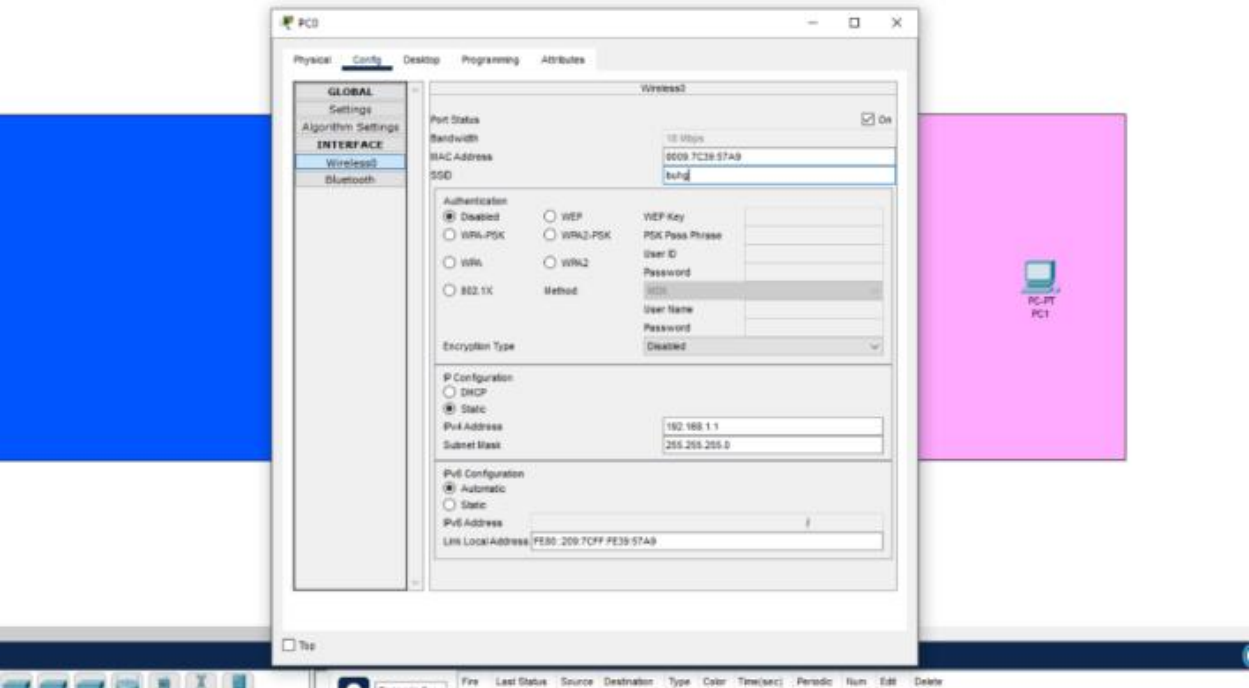 PC0
Physical Config Desktop Programming Attributes
GLOBAL
Settings
Algorithm Settings
INTERFACE
Wireless0
Bluetooth
Wireless0
Port Status On
Bandwidth
MAC Address 0009.7C39.57A9
SSID buhg
Authentication
Disabled WEP WEP Key
WPA-PSK WPA2-PSK PSK Pass Phrase
User ID
WPA WPA2
Password
802.1X Method MD5
User Name
Password
Encryption Type Disabled
IP Configuration
DHCP
Static
IPv4 Address 192.168.1.1
Subnet Mask 255.255.255.0
IPv6 Configuration
Automatic
Static
IPv6 Address /
Link Local Address: FE80::209:7CFF:FE39:57A9
Top
PC-PT
PC1
Fire Last Status Source Destination Type Color Time(sec) Periodic Num Edit Delete